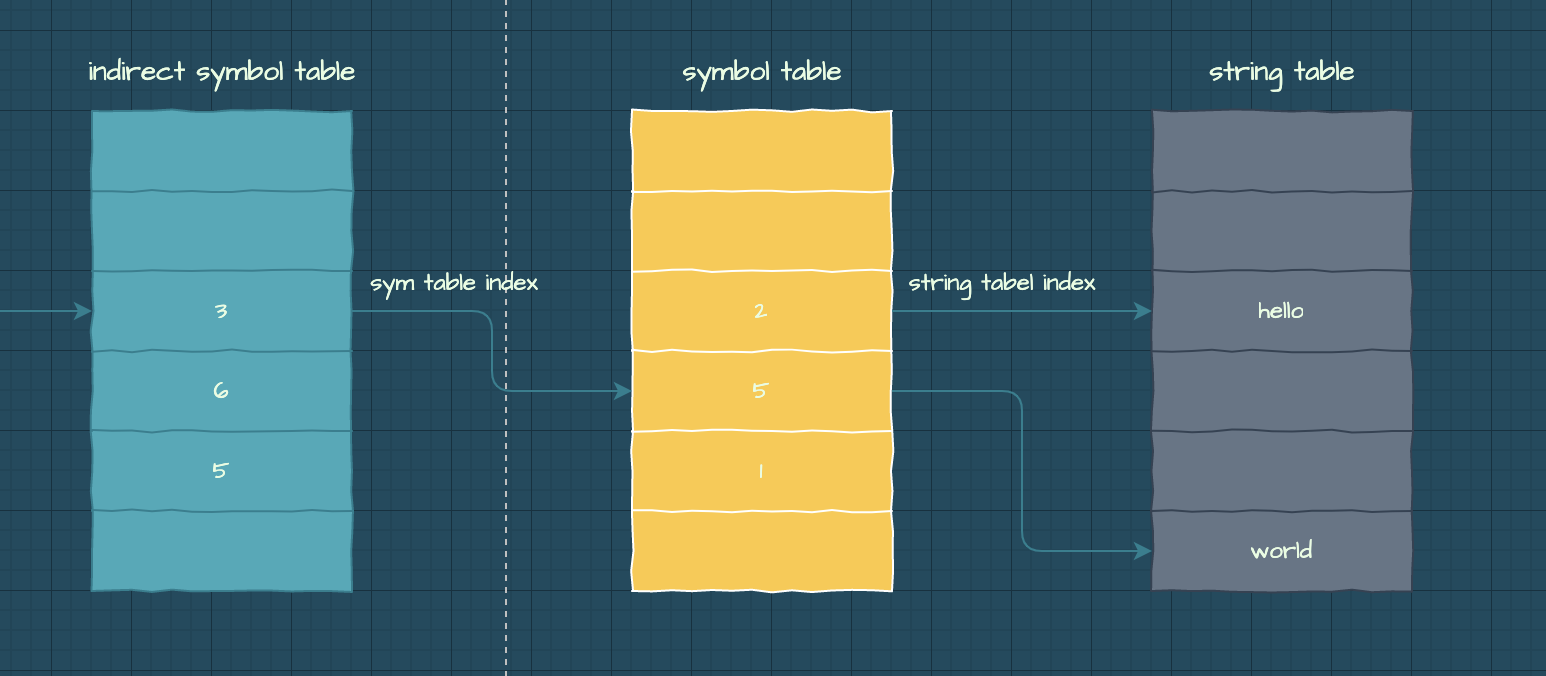 indirect symbol table
symbol table
string table
sym table index
string tabel index
3
2
hello
6
5
5
1
world